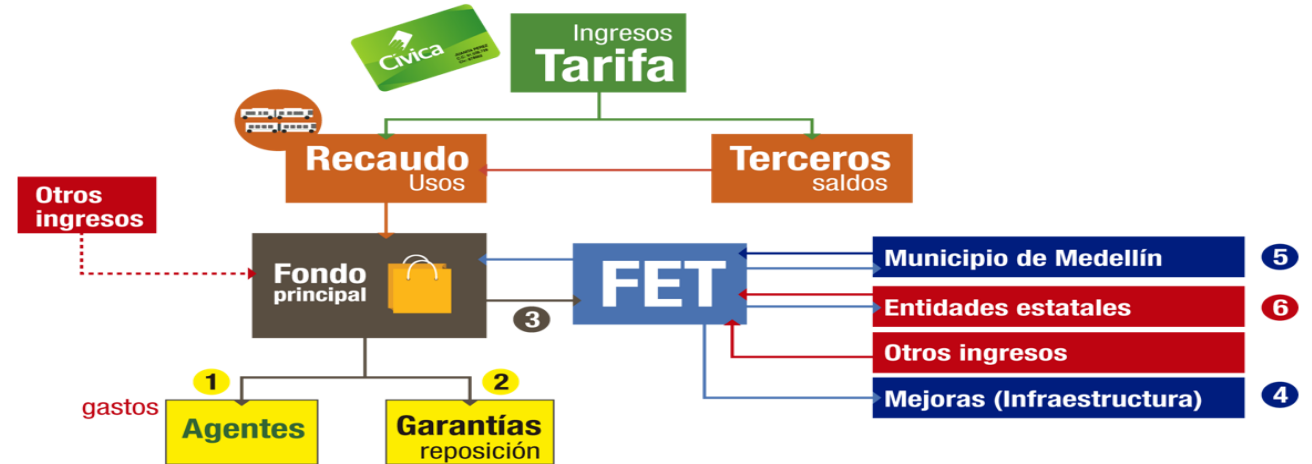 Ingresos
Tarifa
Cívica
Recaudo
Usos
Terceros
saldos
Otros
ingresos
Fondo
principal
FET
3
Municipio de Medellín
5
Entidades estatales
6
Otros ingresos
Mejoras (Infraestructura)
4
1
2
gastos
Agentes
Garantías
reposición